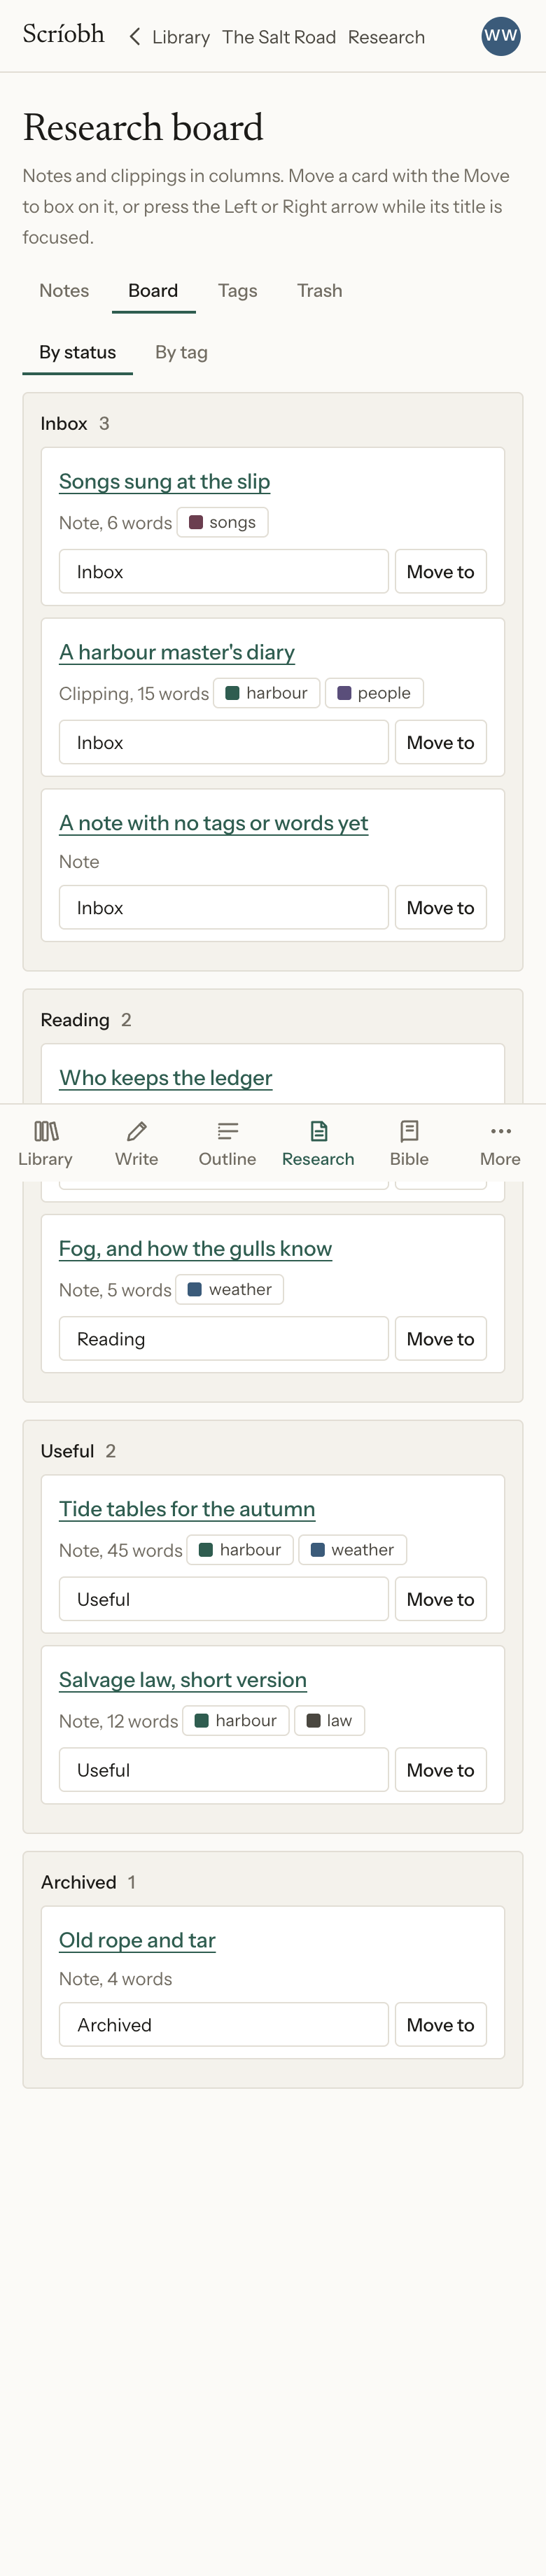 Scríobh
Library The Salt Road Research
WW
Research board
Notes and clippings in columns. Move a card with the Move
to box on it, or press the Left or Right arrow while its title is
focused.
Notes Board Tags Trash
By status By tag
Inbox 3
Songs sung at the slip
Note, 6 words songs
Inbox Move to
A harbour master's diary
Clipping, 15 words harbour people
Inbox Move to
A note with no tags or words yet
Note
Inbox Move to
Reading 2
Who keeps the ledger
Library Write Outline Research Bible More
Fog, and how the gulls know
Note, 5 words weather
Reading Move to
Useful 2
Tide tables for the autumn
Note, 45 words harbour weather
Useful Move to
Salvage law, short version
Note, 12 words harbour law
Useful Move to
Archived 1
Old rope and tar
Note, 4 words
Archived Move to